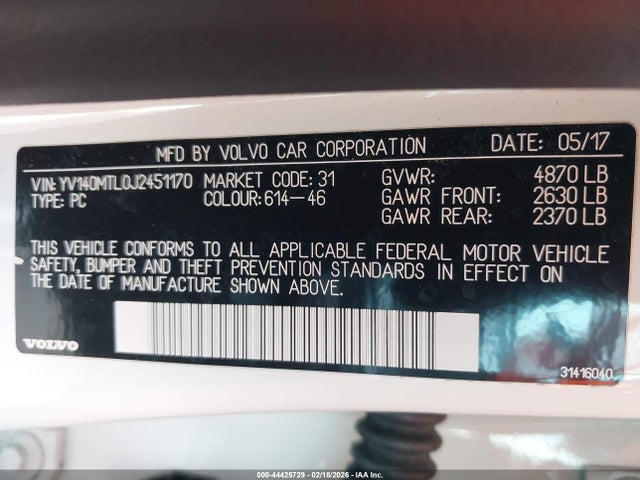 MFD BY VOLVO CAR CORPORATION DATE: 05/17
VIN: YV140MTL0J2451170 MARKET CODE: 31 GVWR: 4870 LB
TYPE: PC COLOUR: 614-46 GAWR FRONT: 2630 LB
GAWR REAR: 2370 LB
THIS VEHICLE CONFORMS TO ALL APPLICABLE FEDERAL MOTOR VEHICLE
SAFETY, BUMPER AND THEFT PREVENTION STANDARDS IN EFFECT ON
THE DATE OF MANUFACTURE SHOWN ABOVE.
VOLVO
31416040
000-44425729 - 02/18/2026 - IAA Inc.